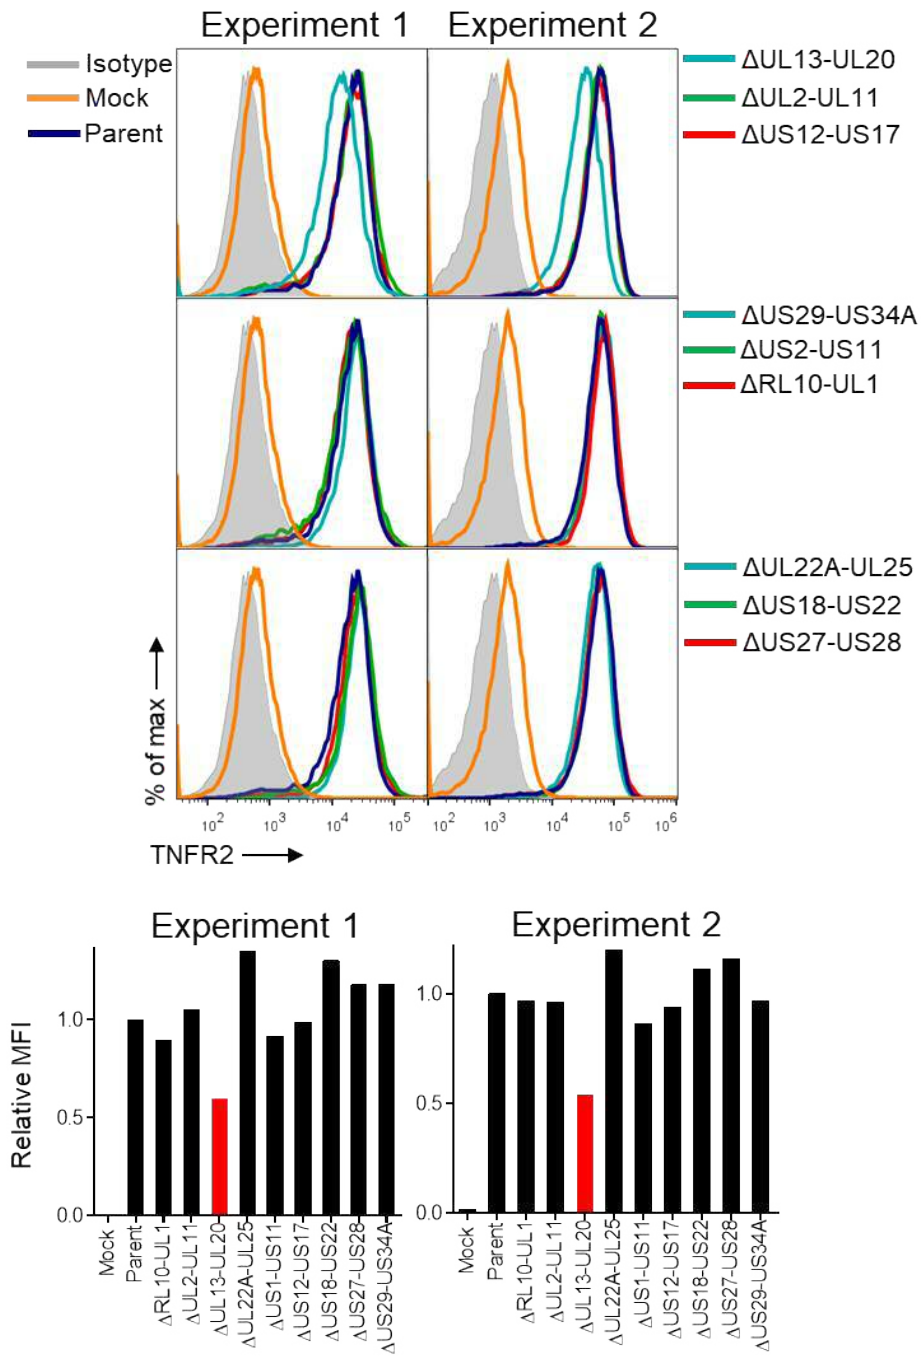 Experiment 1 Experiment 2
Isotype
Mock
Parent
ΔUL13-UL20
ΔUL2-UL11
ΔUS12-US17
ΔUS29-US34A
ΔUS2-US11
ΔRL10-UL1
ΔUL22A-UL25
ΔUS18-US22
ΔUS27-US28
% of max
10² 10³ 10⁴ 10⁵ 10² 10³ 10⁴ 10⁵ 10⁶
TNFR2
Experiment 1 Experiment 2
Relative MFI
1.0
0.5
0.0
1.0
0.5
0.0
Mock
Parent
ΔRL10-UL1
ΔUL2-UL11
ΔUL13-UL20
ΔUL22A-UL25
ΔUS1-US11
ΔUS12-US17
ΔUS18-US22
ΔUS27-US28
ΔUS29-US34A
Mock
Parent
ΔRL10-UL1
ΔUL2-UL11
ΔUL13-UL20
ΔUL22A-UL25
ΔUS1-US11
ΔUS12-US17
ΔUS18-US22
ΔUS27-US28
ΔUS29-US34A